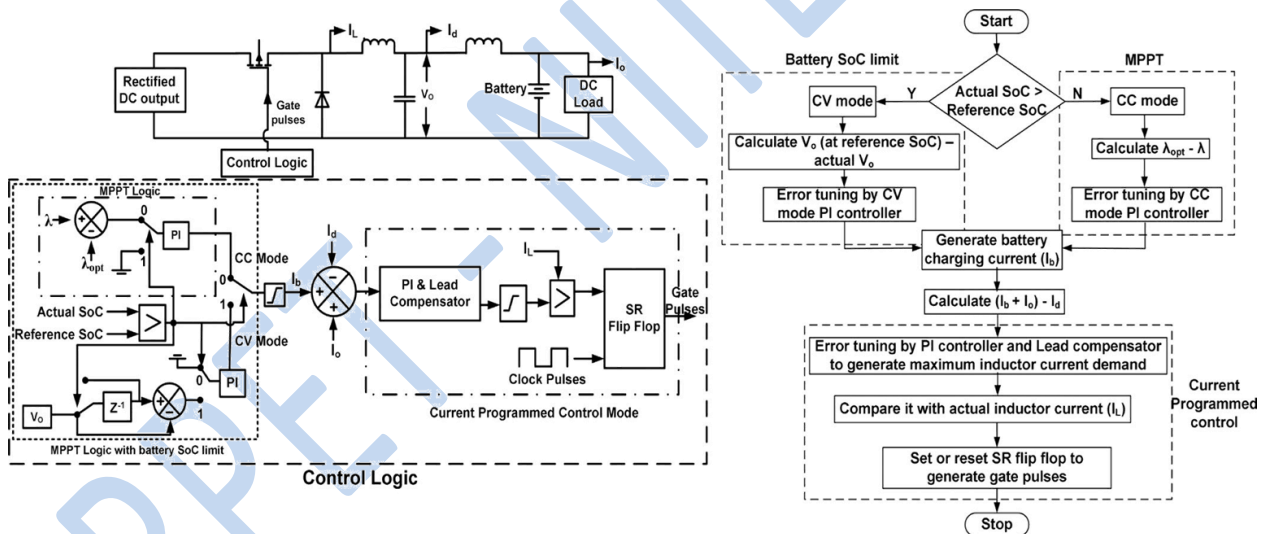 I_L
I_d
I_o
Rectified
DC output
Gate
pulses
V_o
Battery
DC
Load
Control Logic
MPPT Logic
λ
+
−
λ_opt
0
1
PI
CC Mode
0
1
I_b
I_d
−
+
+
I_o
Actual SoC
Reference SoC
>
CV Mode
0
1
PI
V_o
Z⁻¹
+
−
MPPT Logic with battery SoC limit
PI & Lead
Compensator
I_L
>
SR
Flip Flop
Gate
Pulses
Clock Pulses
Current Programmed Control Mode
Control Logic
Start
Battery SoC limit
MPPT
Actual SoC >
Reference SoC
Y
N
CV mode
CC mode
Calculate V_o (at reference SoC) –
actual V_o
Calculate λ_opt - λ
Error tuning by CV
mode PI controller
Error tuning by CC
mode PI controller
Generate battery
charging current (I_b)
Calculate (I_b + I_o) - I_d
Error tuning by PI controller and Lead compensator
to generate maximum inductor current demand
Compare it with actual inductor current (I_L)
Set or reset SR flip flop to
generate gate pulses
Current
Programmed
control
Stop